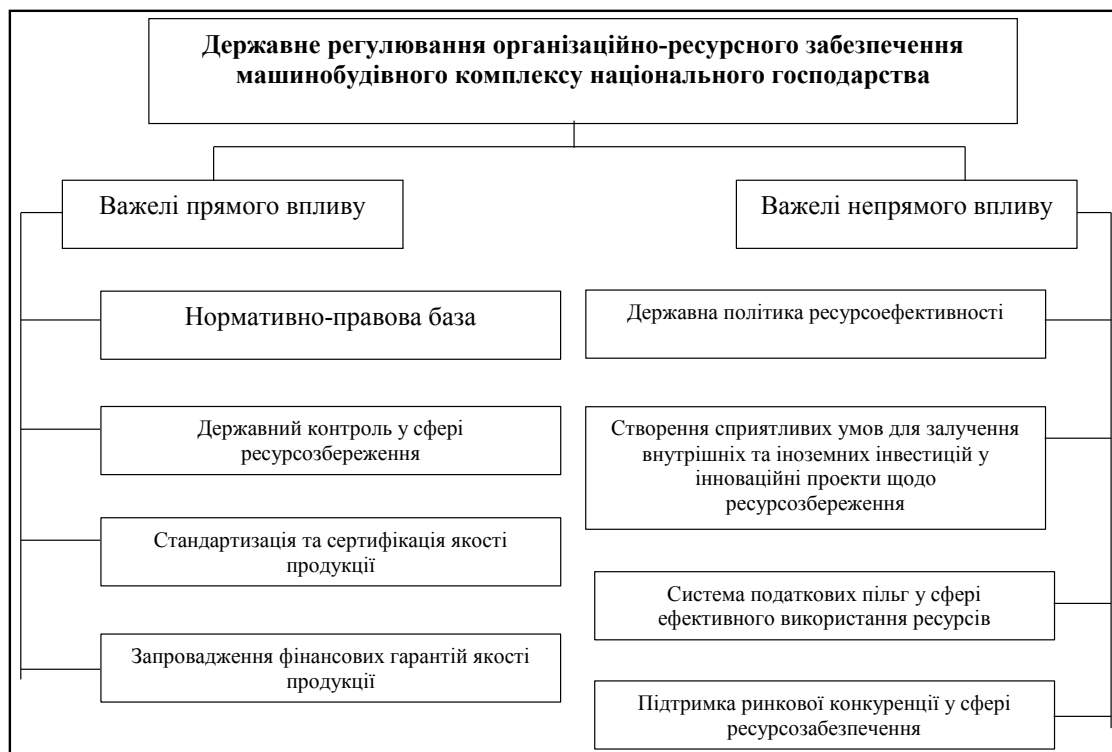 Державне регулювання організаційно-ресурсного забезпечення
машинобудівного комплексу національного господарства
Важелі прямого впливу
Важелі непрямого впливу
Нормативно-правова база
Державна політика ресурсоефективності
Державний контроль у сфері
ресурсозбереження
Створення сприятливих умов для залучення
внутрішніх та іноземних інвестицій у
інноваційні проекти щодо
ресурсозбереження
Стандартизація та сертифікація якості
продукції
Система податкових пільг у сфері
ефективного використання ресурсів
Запровадження фінансових гарантій якості
продукції
Підтримка ринкової конкуренції у сфері
ресурсозабезпечення